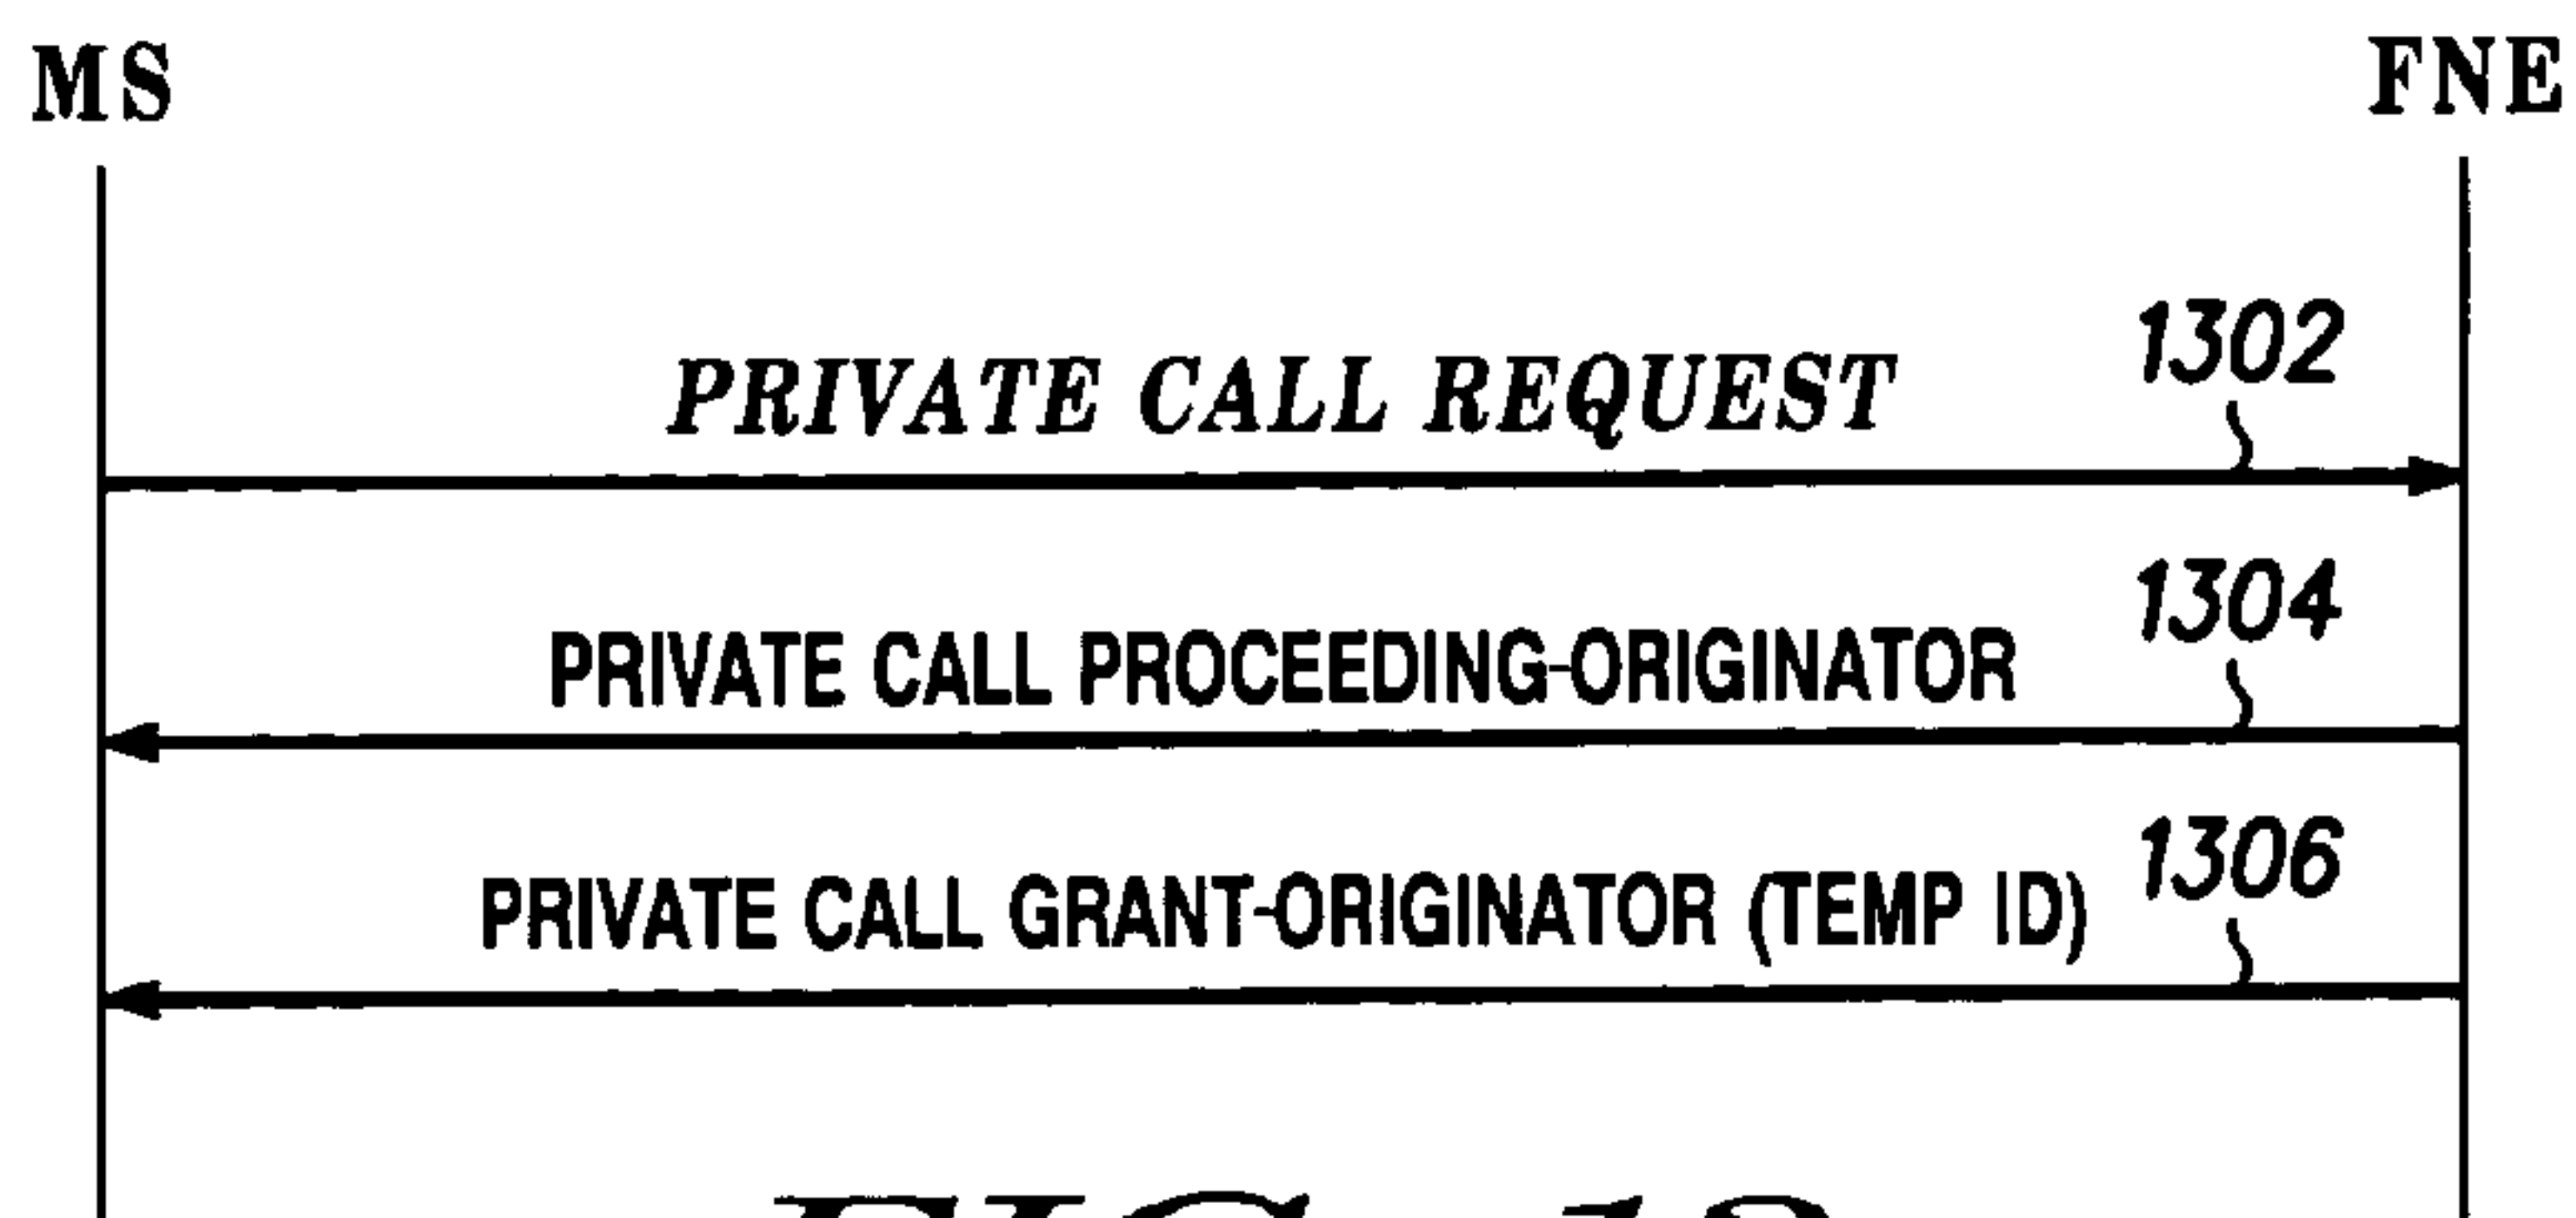 MS FNE
1302
PRIVATE CALL REQUEST
1304
PRIVATE CALL PROCEEDING-ORIGINATOR
1306
PRIVATE CALL GRANT-ORIGINATOR (TEMP ID)